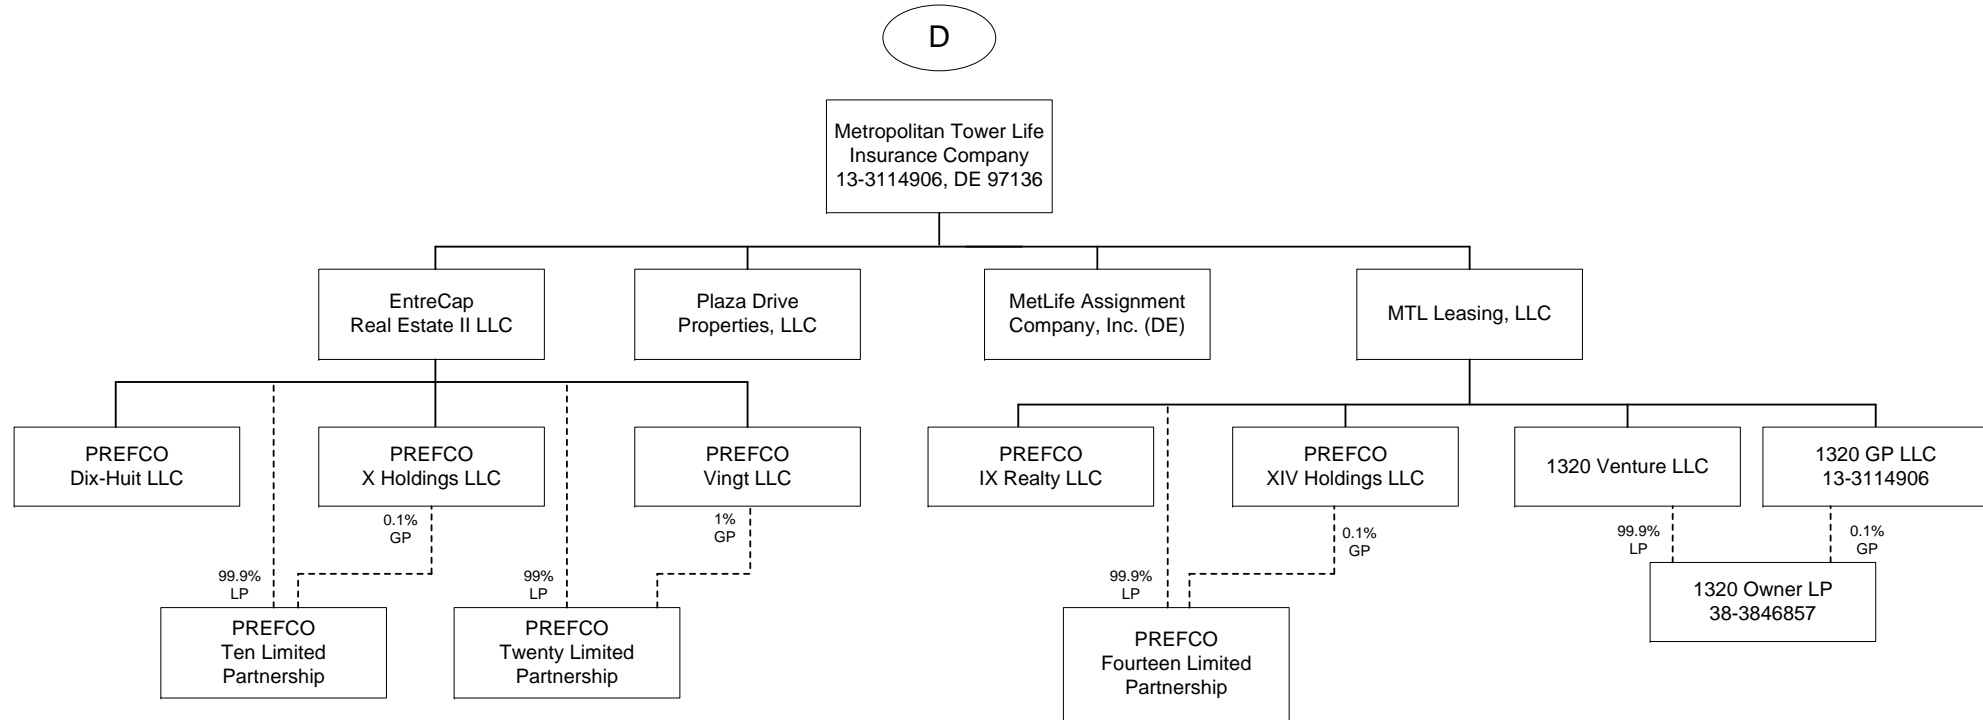 D
Metropolitan Tower Life
Insurance Company
13-3114906, DE 97136
EntreCap
Real Estate II LLC
Plaza Drive
Properties, LLC
MetLife Assignment
Company, Inc. (DE)
MTL Leasing, LLC
PREFCO
Dix-Huit LLC
PREFCO
X Holdings LLC
PREFCO
Vingt LLC
PREFCO
IX Realty LLC
PREFCO
XIV Holdings LLC
1320 Venture LLC
1320 GP LLC
13-3114906
0.1%
GP
1%
GP
0.1%
GP
99.9%
LP
0.1%
GP
99.9%
LP
99%
LP
99.9%
LP
1320 Owner LP
38-3846857
PREFCO
Ten Limited
Partnership
PREFCO
Twenty Limited
Partnership
PREFCO
Fourteen Limited
Partnership